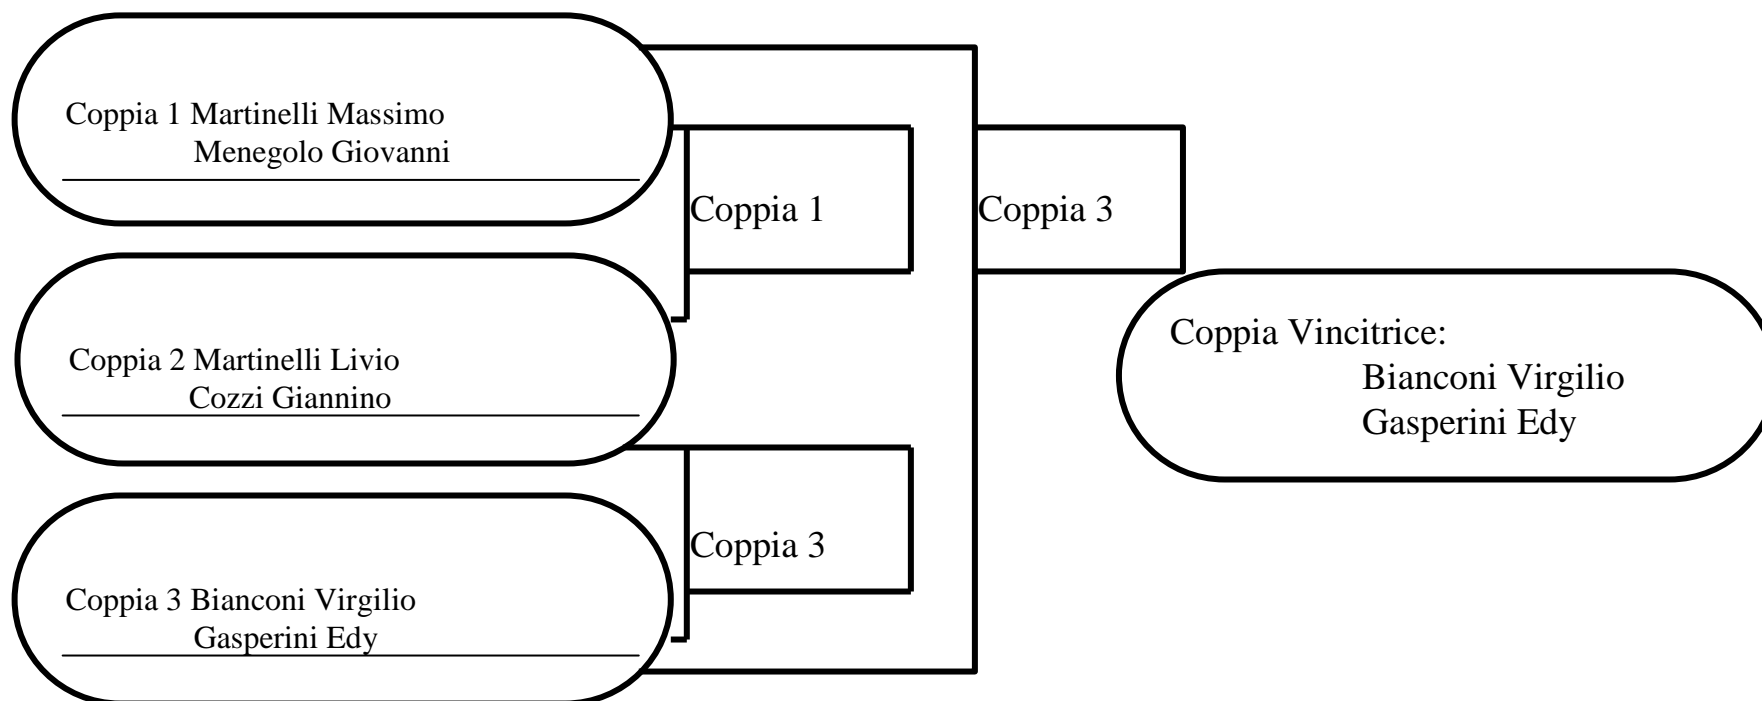 Coppia 1 Martinelli Massimo
Menegolo Giovanni
Coppia 1
Coppia 3
Coppia 2 Martinelli Livio
Cozzi Giannino
Coppia Vincitrice:
Bianconi Virgilio
Gasperini Edy
Coppia 3
Coppia 3 Bianconi Virgilio
Gasperini Edy